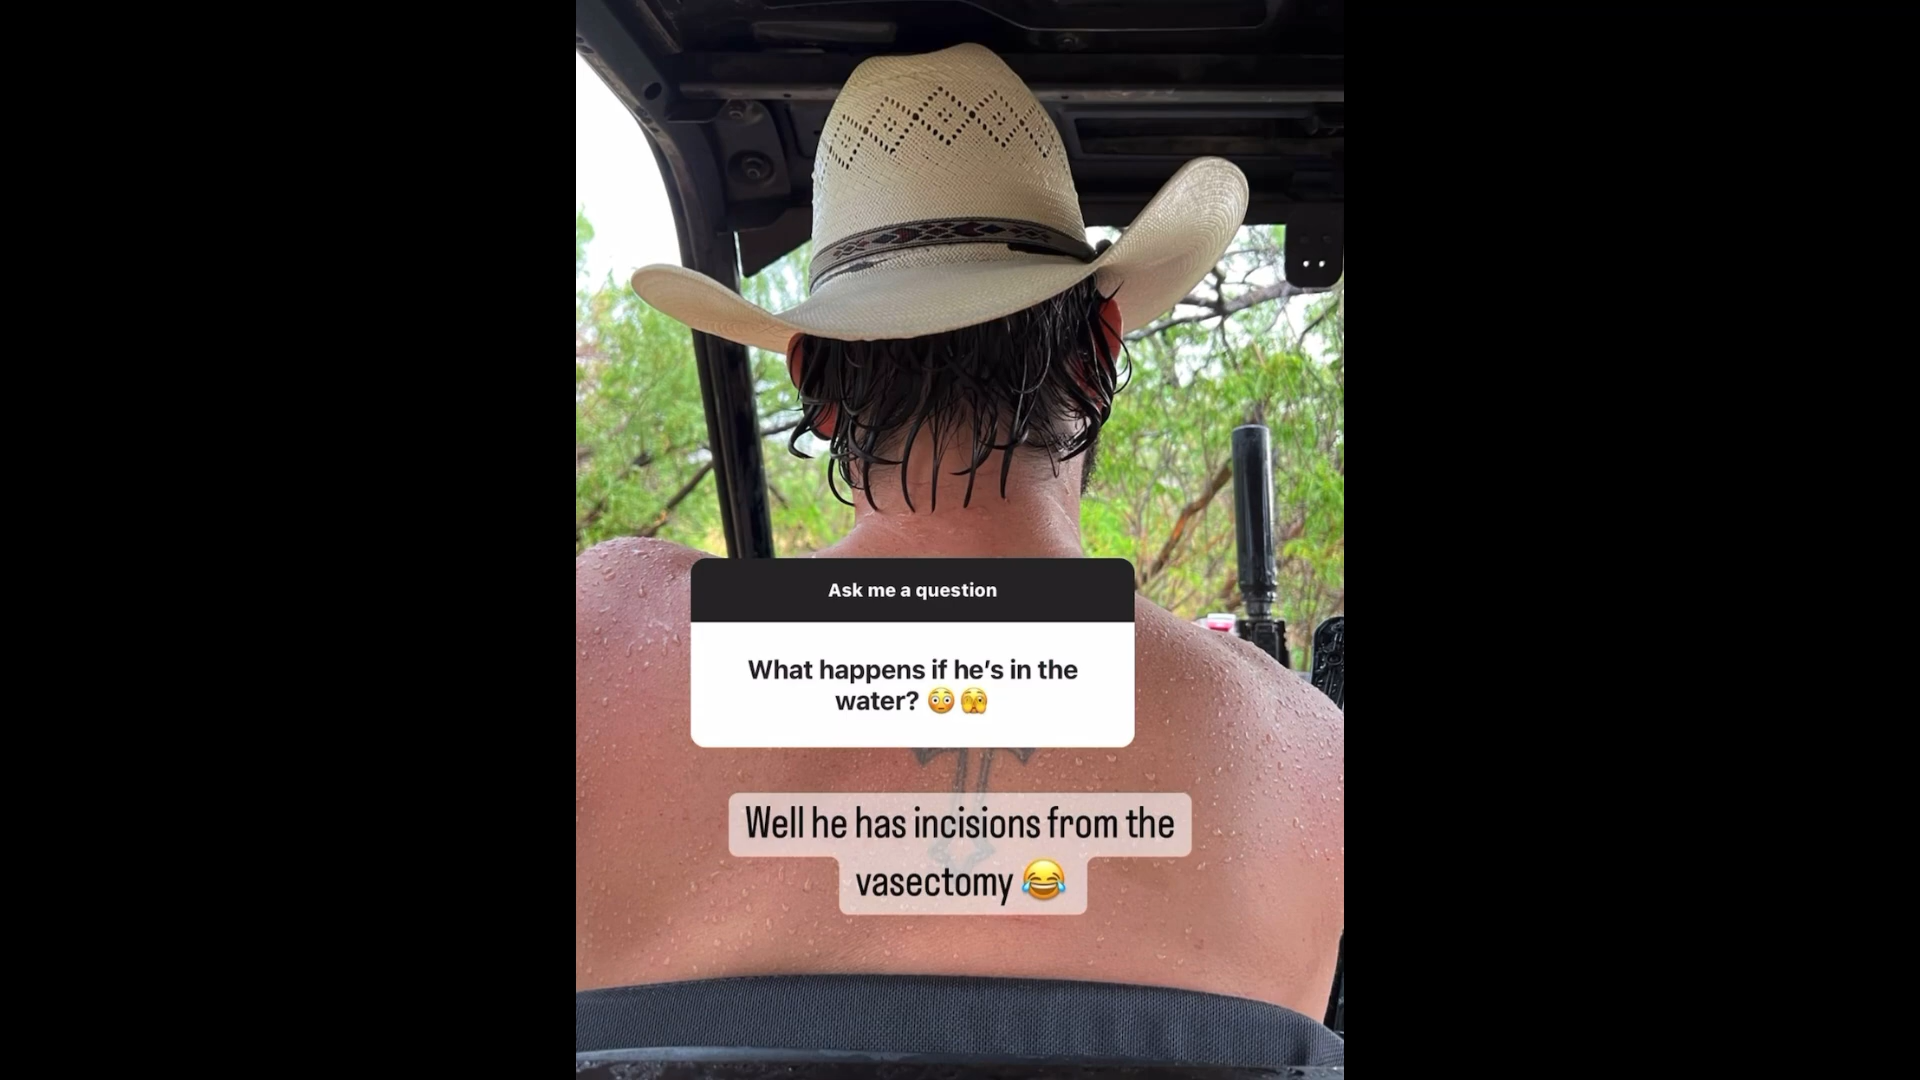 Ask me a question
What happens if he’s in the
water? 😳 🫣
Well he has incisions from the
vasectomy 😂